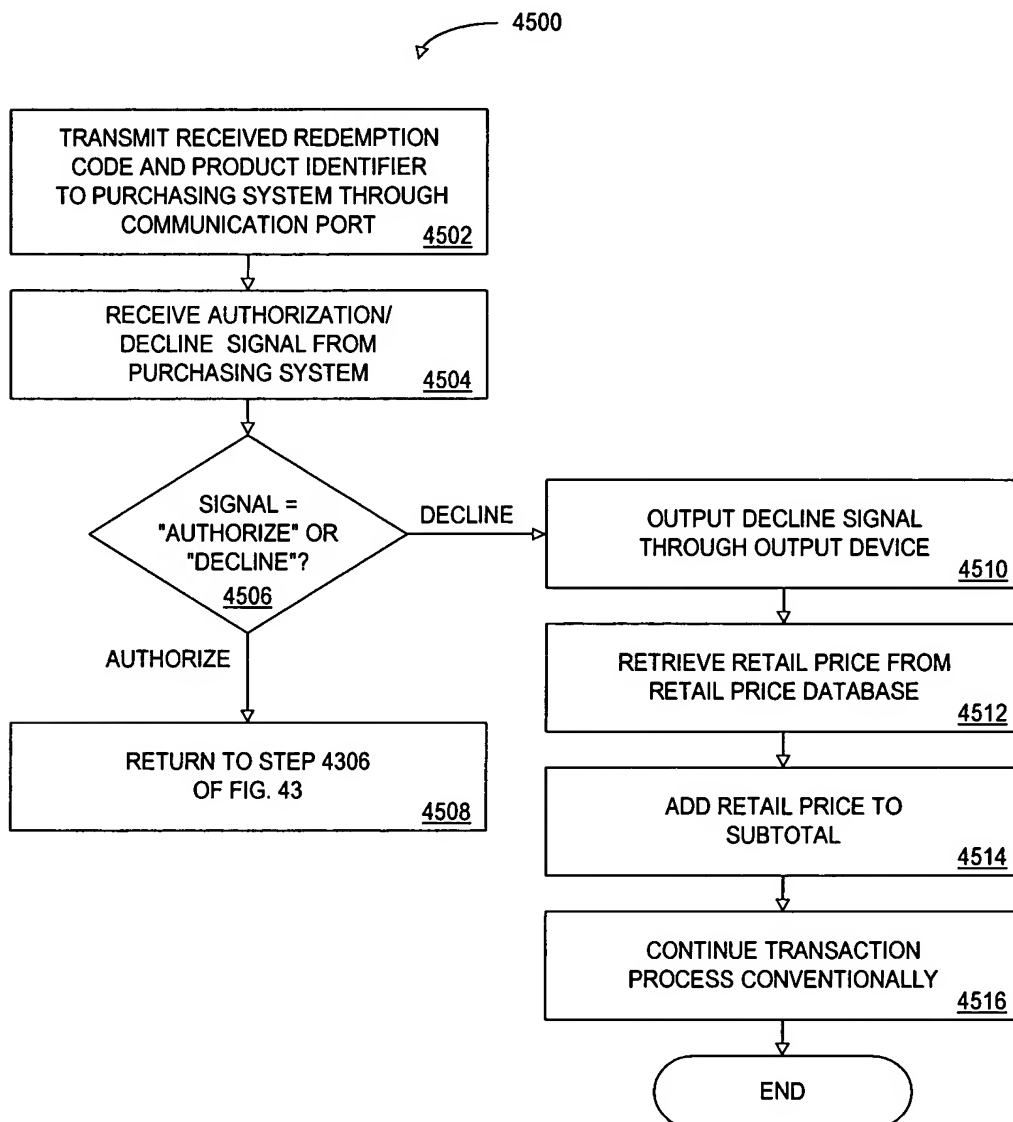 4500
TRANSMIT RECEIVED REDEMPTION
CODE AND PRODUCT IDENTIFIER
TO PURCHASING SYSTEM THROUGH
COMMUNICATION PORT
4502
RECEIVE AUTHORIZATION/
DECLINE SIGNAL FROM
PURCHASING SYSTEM
4504
SIGNAL =
"AUTHORIZE" OR
"DECLINE"?
4506
DECLINE
AUTHORIZE
RETURN TO STEP 4306
OF FIG. 43
4508
OUTPUT DECLINE SIGNAL
THROUGH OUTPUT DEVICE
4510
RETRIEVE RETAIL PRICE FROM
RETAIL PRICE DATABASE
4512
ADD RETAIL PRICE TO
SUBTOTAL
4514
CONTINUE TRANSACTION
PROCESS CONVENTIONALLY
4516
END